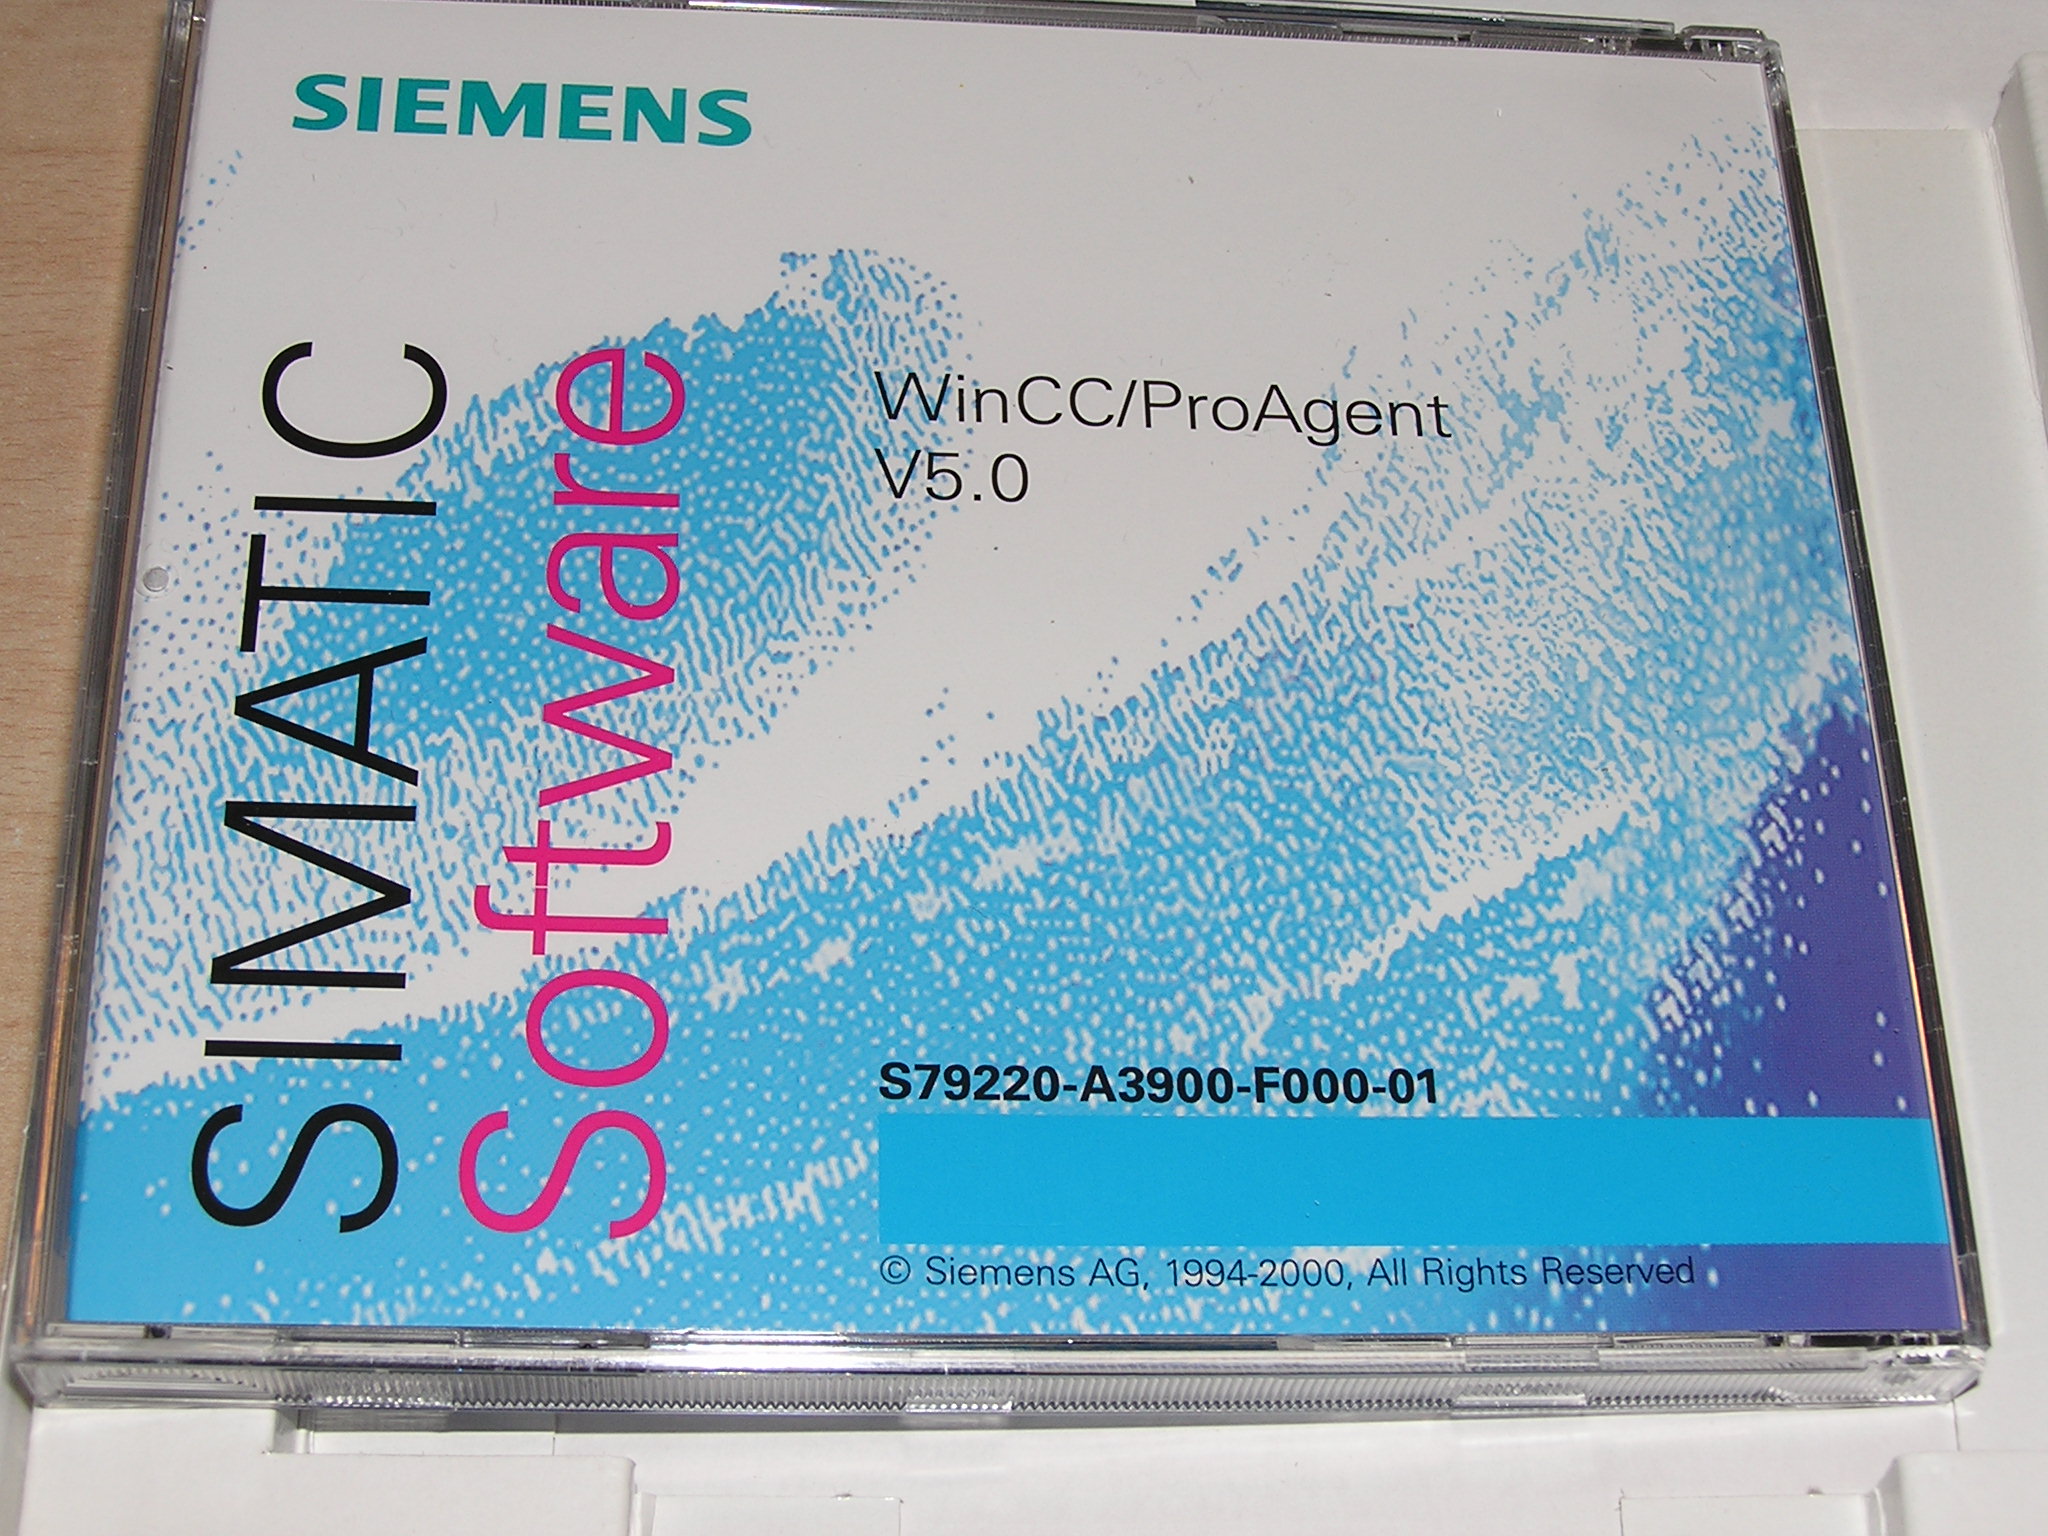 SIEMENS
SIMATIC
Software
WinCC/ProAgent
V5.0
S79220-A3900-F000-01
© Siemens AG, 1994-2000, All Rights Reserved